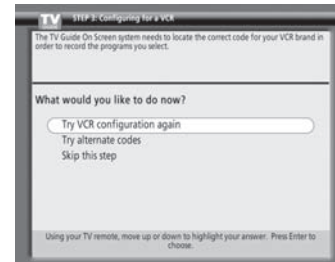 TV STEP 3: Configuring for a VCR
The TV Guide On Screen system needs to locate the correct code for your VCR brand in
order to record the programs you select.
What would you like to do now?
Try VCR configuration again
Try alternate codes
Skip this step
Using your TV remote, move up or down to highlight your answer. Press Enter to
choose.